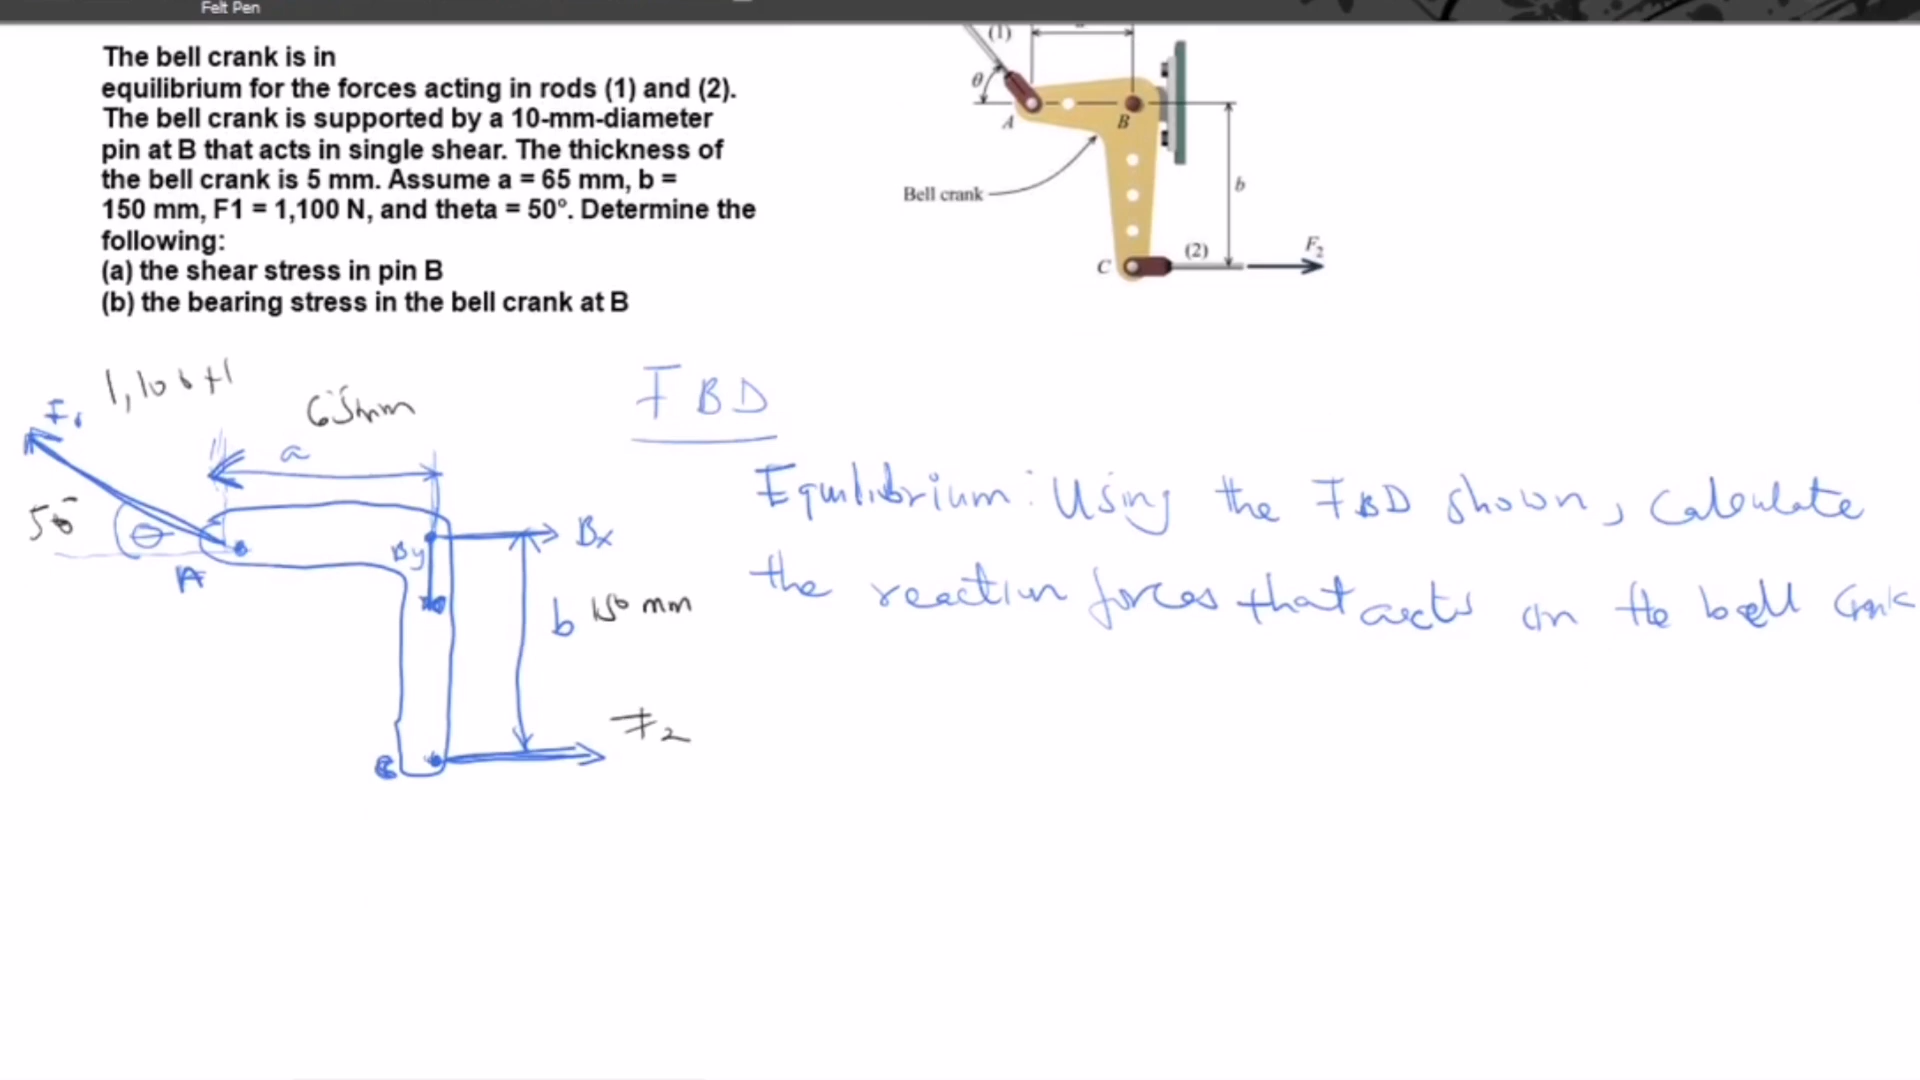 Felt Pen
The bell crank is in
equilibrium for the forces acting in rods (1) and (2).
The bell crank is supported by a 10-mm-diameter
pin at B that acts in single shear. The thickness of
the bell crank is 5 mm. Assume a = 65 mm, b =
150 mm, F1 = 1,100 N, and theta = 50°. Determine the
following:
(a) the shear stress in pin B
(b) the bearing stress in the bell crank at B
(1)
θ
A
B
Bell crank
b
C
(2)
F2
F1
65mm
a
θ
A
By
Bx
b 150 mm
C
F2
FBD
Equilibrium: Using the FBD shown, calculate
the reaction forces that acts on the bell crank